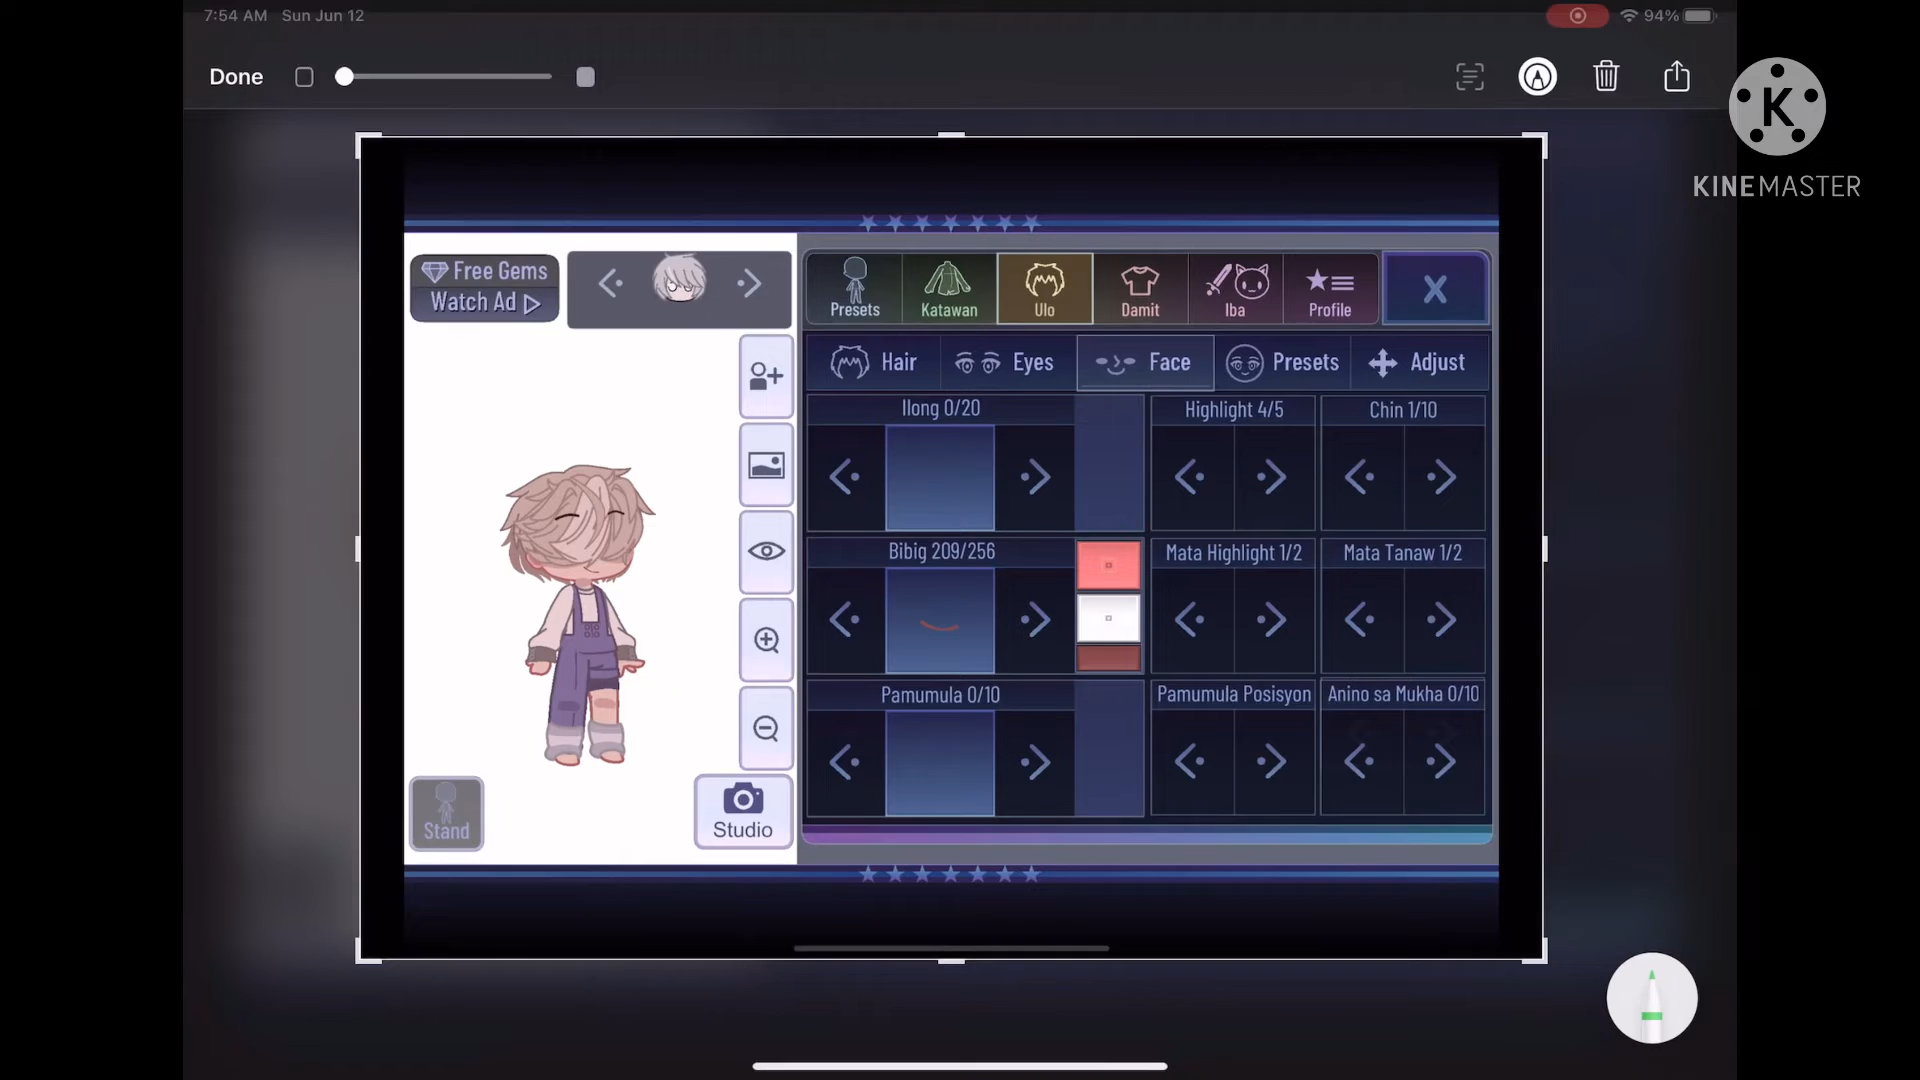 7:54 AM Sun Jun 12
94%
Done
K
KINEMASTER
Free Gems
Watch Ad
Presets
Katawan
Ulo
Damit
Iba
Profile
X
Hair
Eyes
Face
Presets
Adjust
Ilong 0/20
Highlight 4/5
Chin 1/10
Bibig 209/256
Mata Highlight 1/2
Mata Tanaw 1/2
Pamumula 0/10
Pamumula Posisyon
Anino sa Mukha 0/10
Stand
Studio